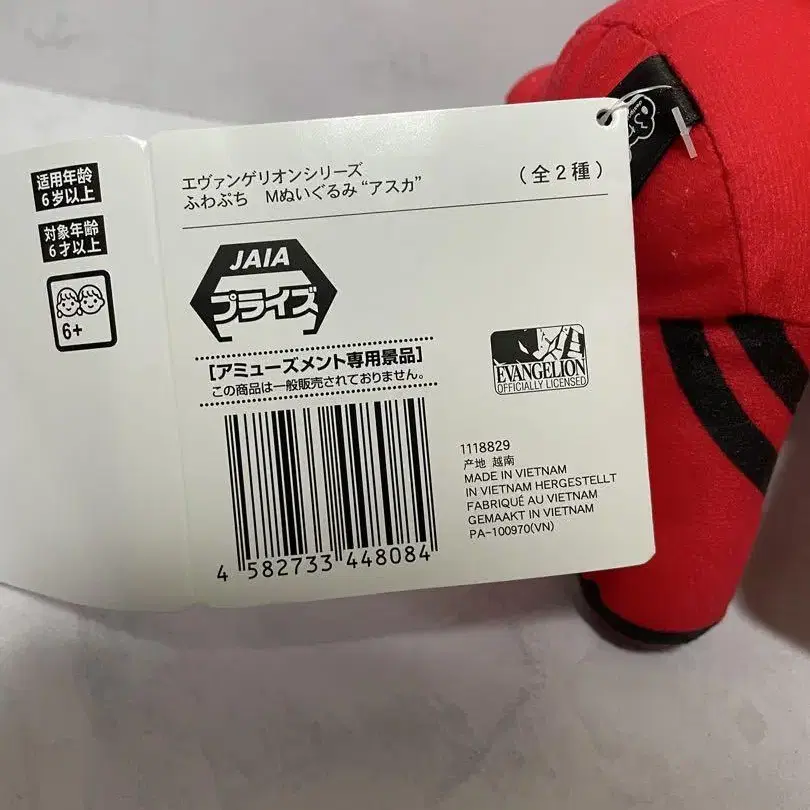 适用年龄
6岁以上
対象年齢
6才以上
6+
エヴァンゲリオンシリーズ
ふわぷち Mぬいぐるみ“アスカ”
(全2種)
JAIA
プライズ
[アミューズメント専用景品]
この商品は一般販売されておりません。
EVANGELION
OFFICIALLY LICENSED
4 582733 448084
1118829
产地 越南
MADE IN VIETNAM
IN VIETNAM HERGESTELLT
FABRIQUÉ AU VIETNAM
GEMAAKT IN VIETNAM
PA-100970(VN)